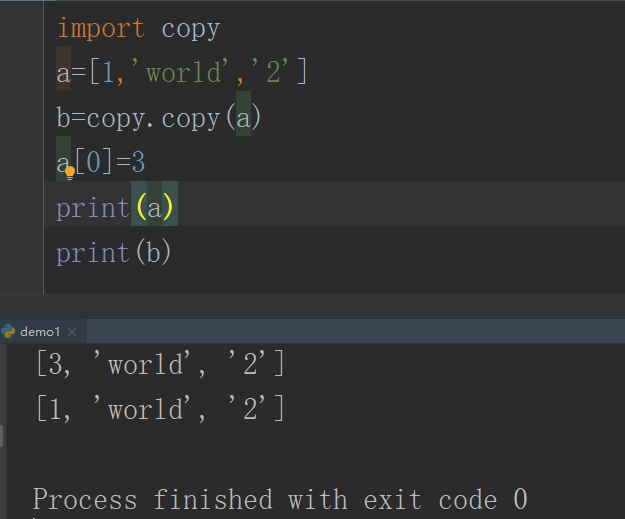 import copy
a=[1,'world','2']
b=copy.copy(a)
a[0]=3
print(a)
print(b)
demo1 ×
[3, 'world', '2']
[1, 'world', '2']
Process finished with exit code 0